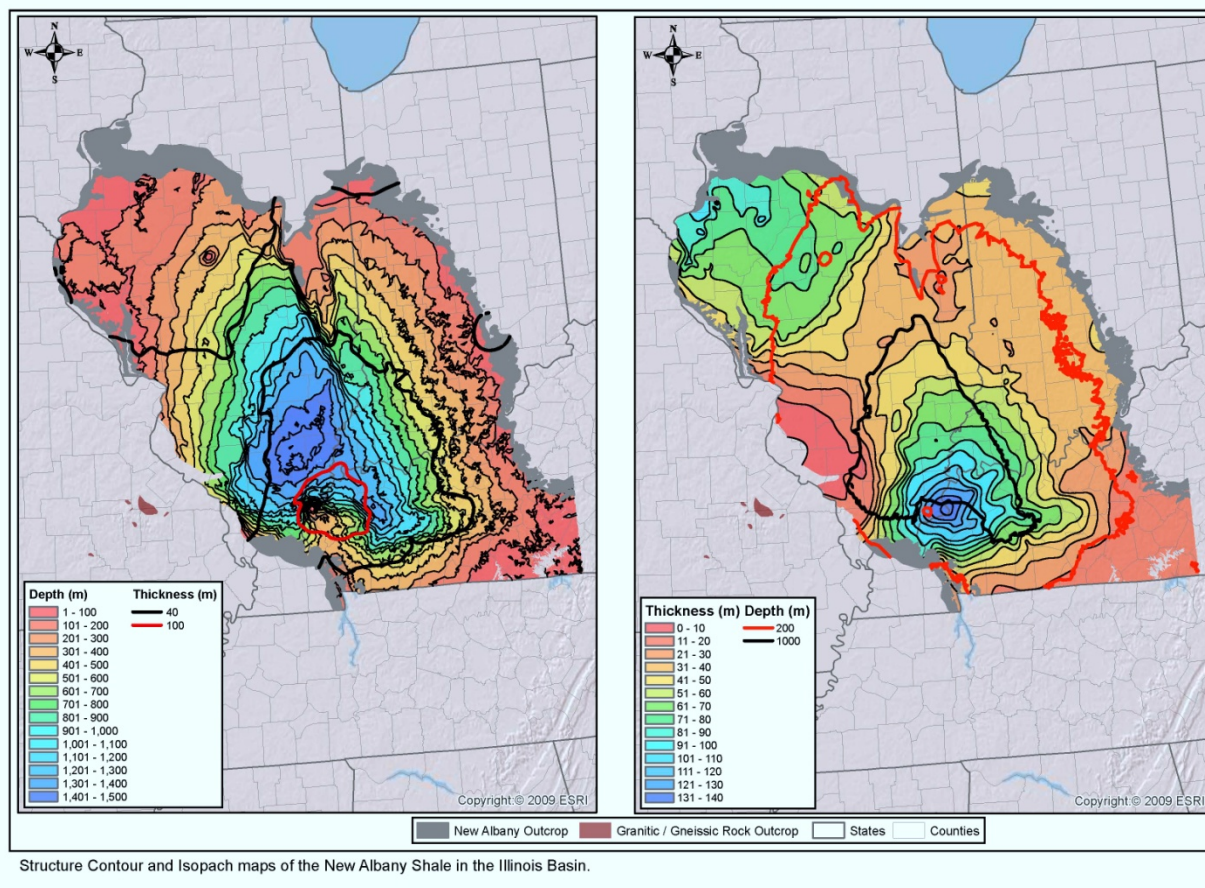 N
W E
S
Depth (m)
1 - 100
101 - 200
201 - 300
301 - 400
401 - 500
501 - 600
601 - 700
701 - 800
801 - 900
901 - 1,000
1,001 - 1,100
1,101 - 1,200
1,201 - 1,300
1,301 - 1,400
1,401 - 1,500
Thickness (m)
40
100
Copyright:© 2009 ESRI
N
W E
S
Thickness (m)
0 - 10
11 - 20
21 - 30
31 - 40
41 - 50
51 - 60
61 - 70
71 - 80
81 - 90
91 - 100
101 - 110
111 - 120
121 - 130
131 - 140
Depth (m)
200
1000
Copyright:© 2009 ESRI
New Albany Outcrop
Granitic / Gneissic Rock Outcrop
States
Counties
Structure Contour and Isopach maps of the New Albany Shale in the Illinois Basin.